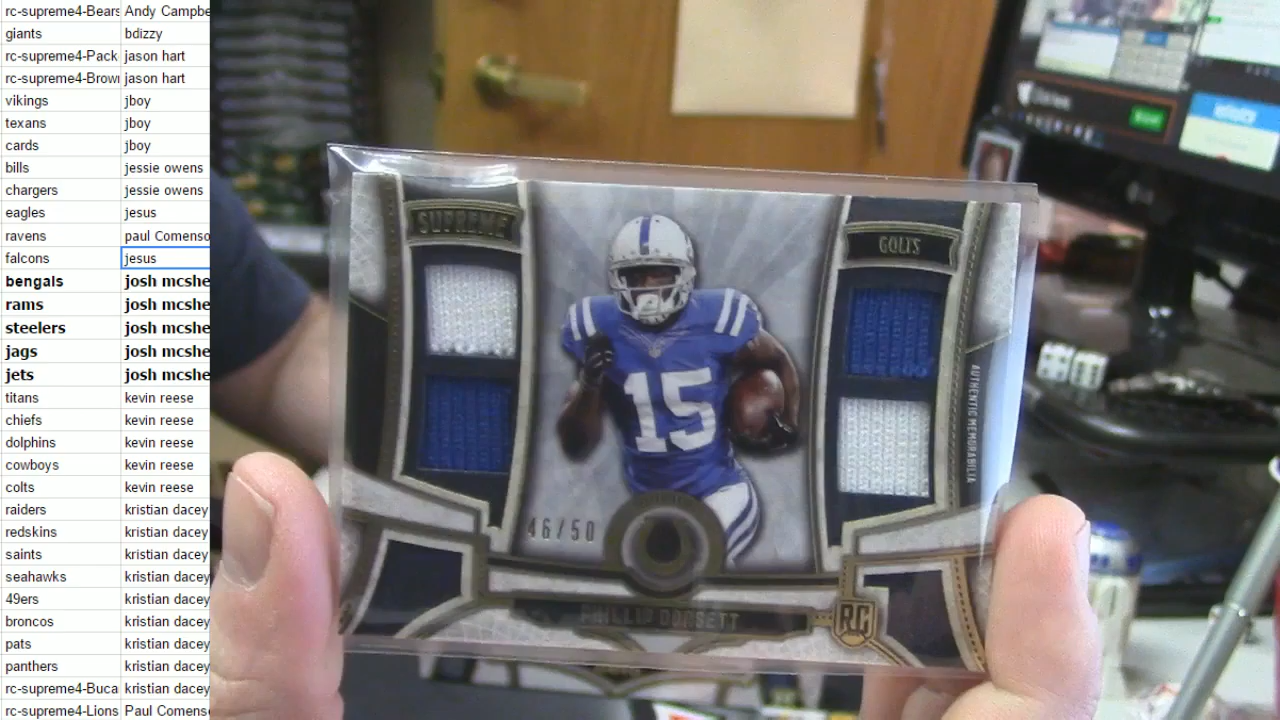 rc-supreme4-Bears Andy Campbe
giants bdizzy
rc-supreme4-Pack jason hart
rc-supreme4-Brow jason hart
vikings jboy
texans jboy
cards jboy
bills jessie owens
chargers jessie owens
eagles jesus
ravens paul Comenso
falcons jesus
bengals josh mcshe
rams josh mcshe
steelers josh mcshe
jags josh mcshe
jets josh mcshe
titans kevin reese
chiefs kevin reese
dolphins kevin reese
cowboys kevin reese
colts kevin reese
raiders kristian dacey
redskins kristian dacey
saints kristian dacey
seahawks kristian dacey
49ers kristian dacey
broncos kristian dacey
pats kristian dacey
panthers kristian dacey
rc-supreme4-Buca kristian dacey
rc-supreme4-Lions Paul Comens
SUPREME
COLTS
15
AUTHENTIC MEMORABILIA
46/50
PHILLIP DORSETT
RC